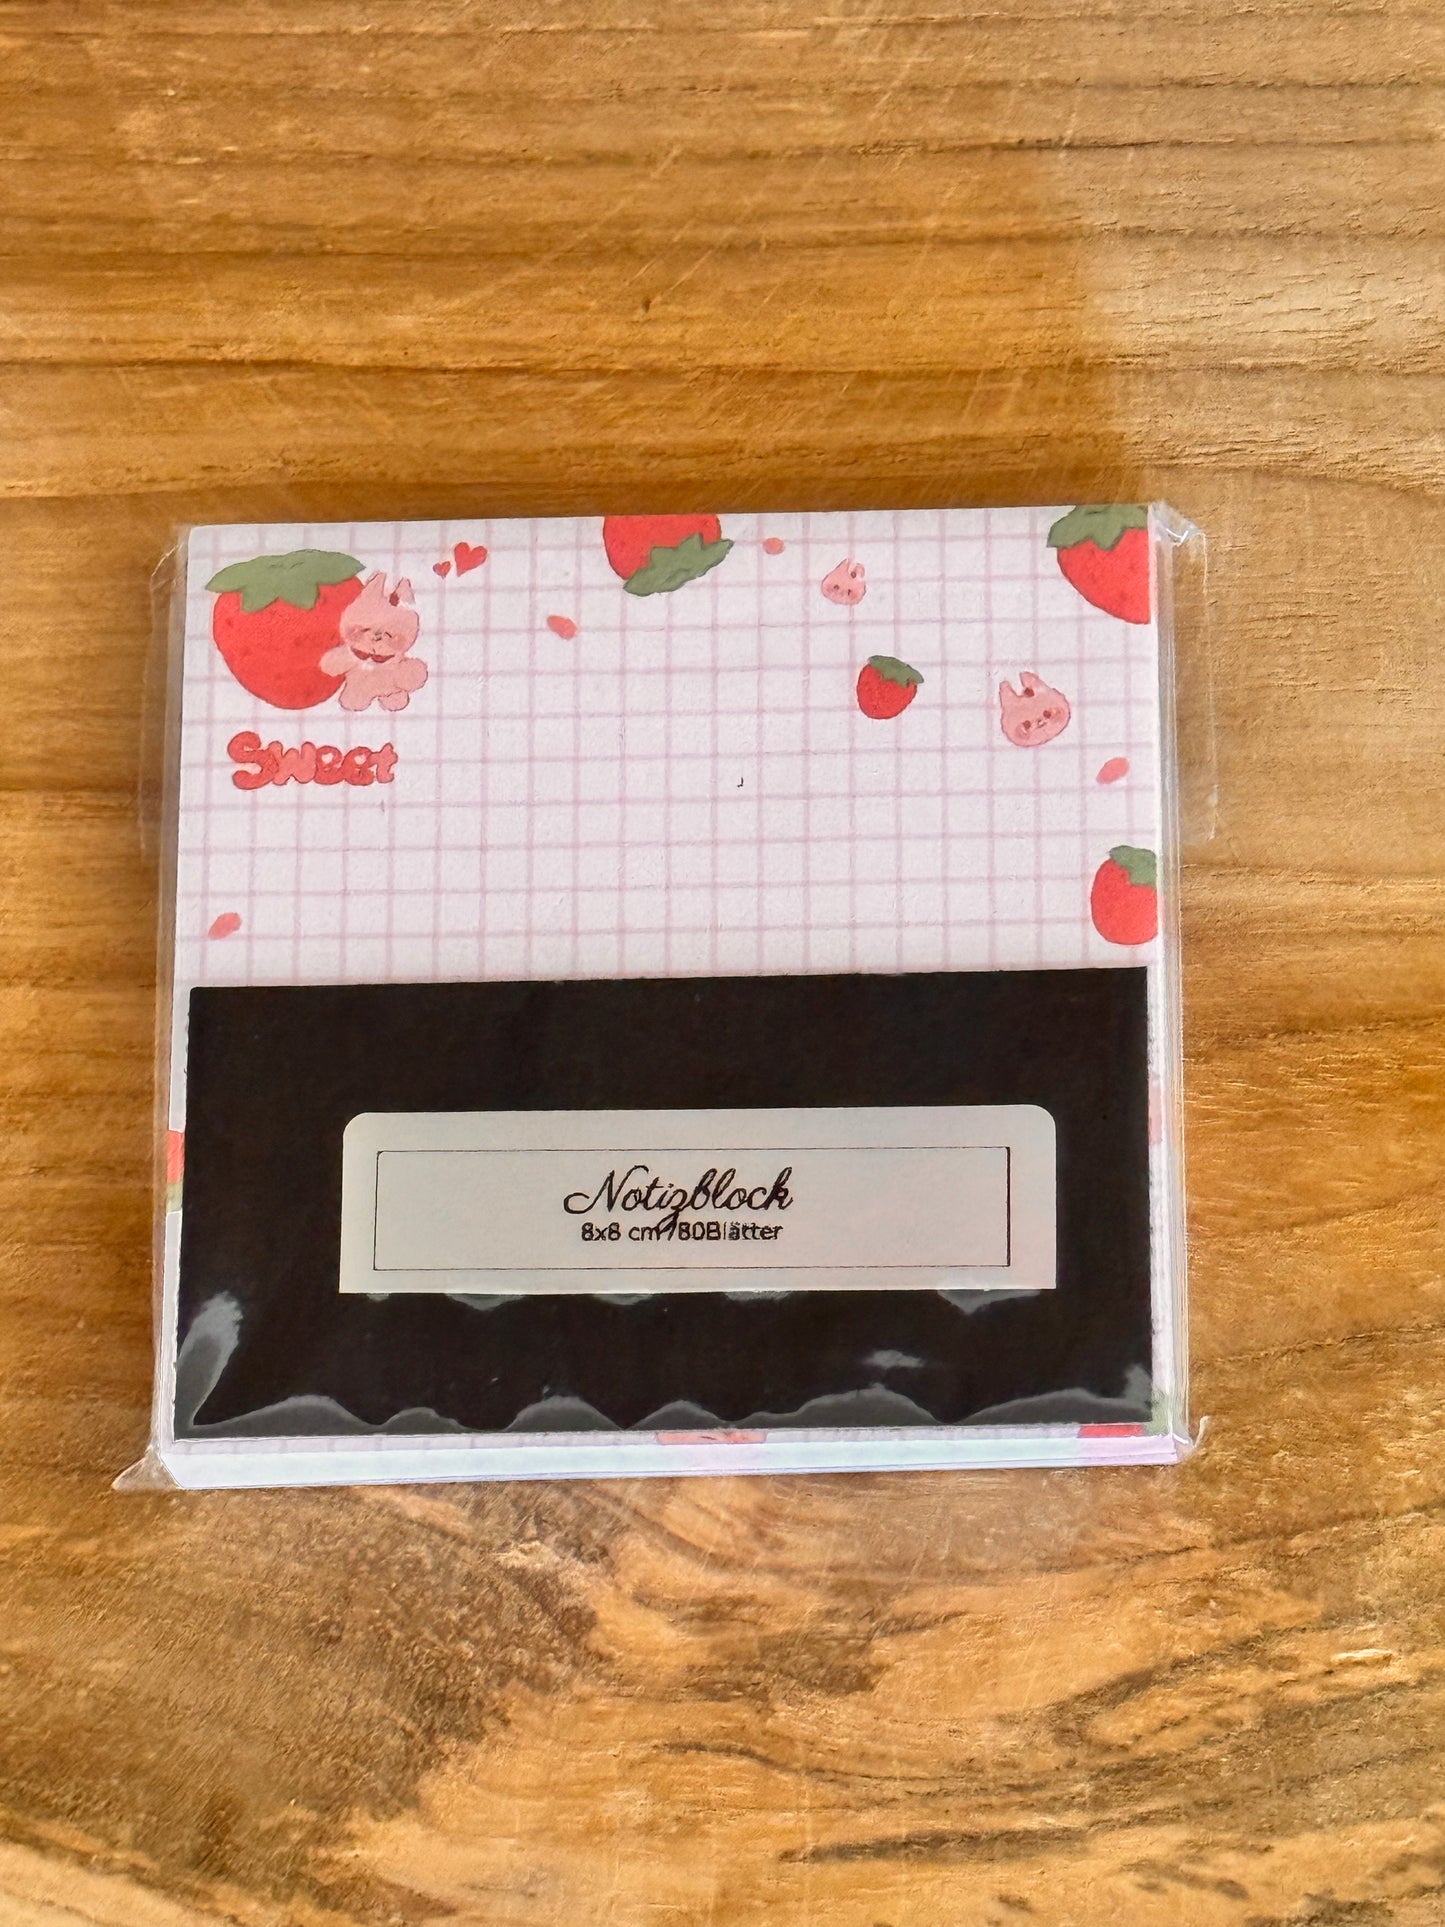 Sweet
Notizblock
8x8 cm / 80Blätter